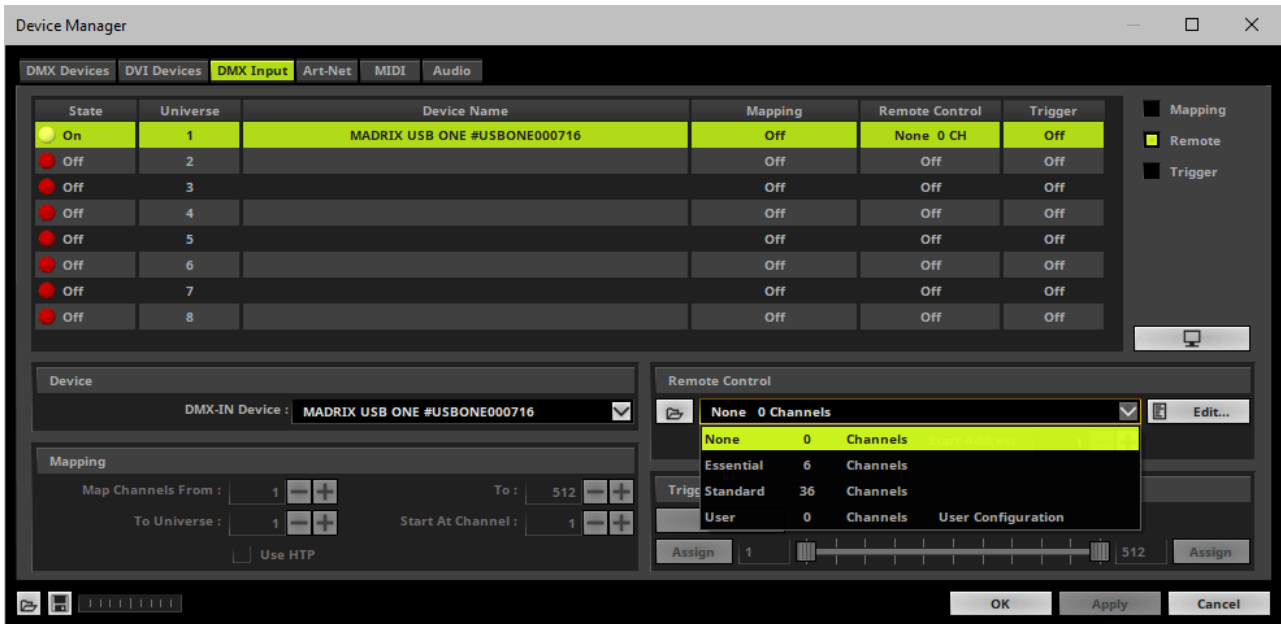 Device Manager
DMX Devices DVI Devices DMX Input Art-Net MIDI Audio
State Universe Device Name Mapping Remote Control Trigger
On 1 MADRIX USB ONE #USBONE000716 Off None 0 CH Off
Off 2 Off Off Off
Off 3 Off Off Off
Off 4 Off Off Off
Off 5 Off Off Off
Off 6 Off Off Off
Off 7 Off Off Off
Off 8 Off Off Off
Mapping
Remote
Trigger
Device
DMX-IN Device : MADRIX USB ONE #USBONE000716
Mapping
Map Channels From : 1 To : 512
To Universe : 1 Start At Channel : 1
Use HTP
Remote Control
None 0 Channels Edit...
None 0 Channels Start Address 1
Essential 6 Channels
Standard 36 Channels
User 0 Channels User Configuration
Trigg
Assign 1 512 Assign
OK Apply Cancel